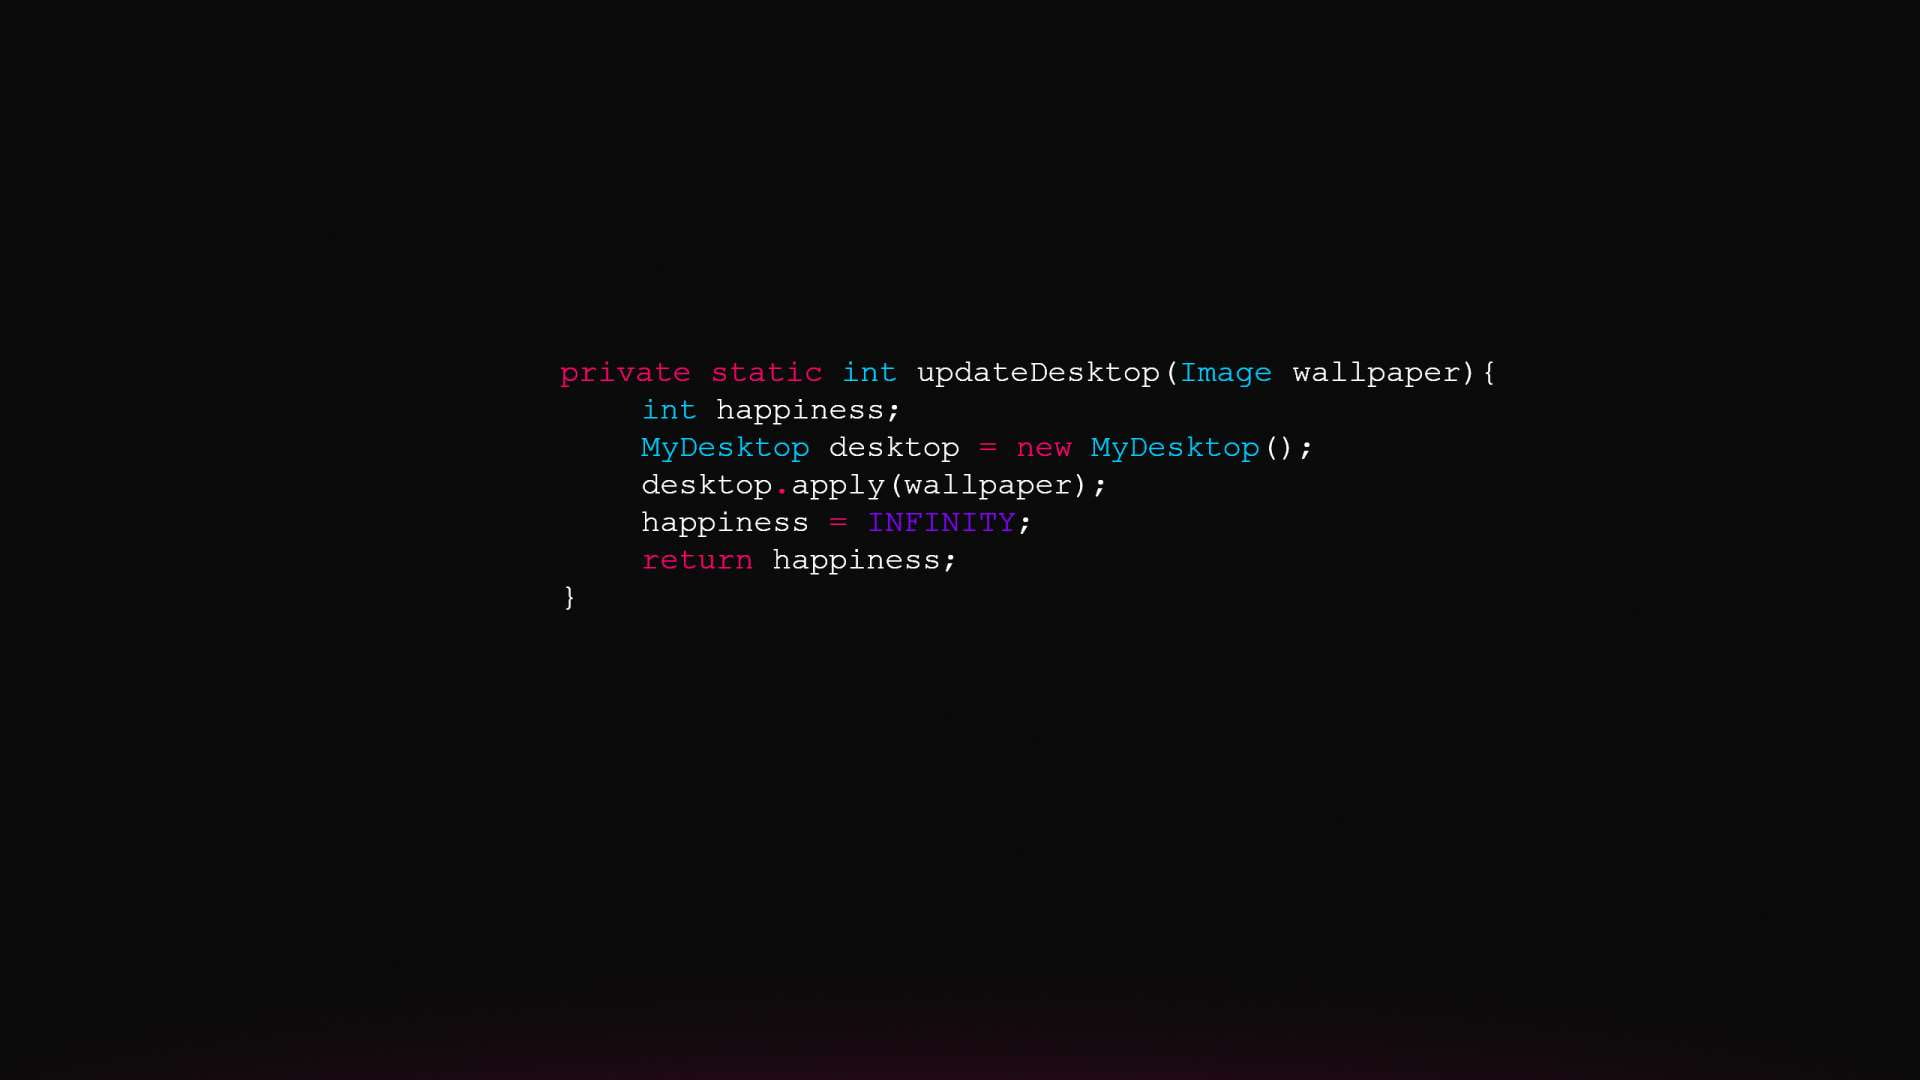 private static int updateDesktop(Image wallpaper){
int happiness;
MyDesktop desktop = new MyDesktop();
desktop.apply(wallpaper);
happiness = INFINITY;
return happiness;
}